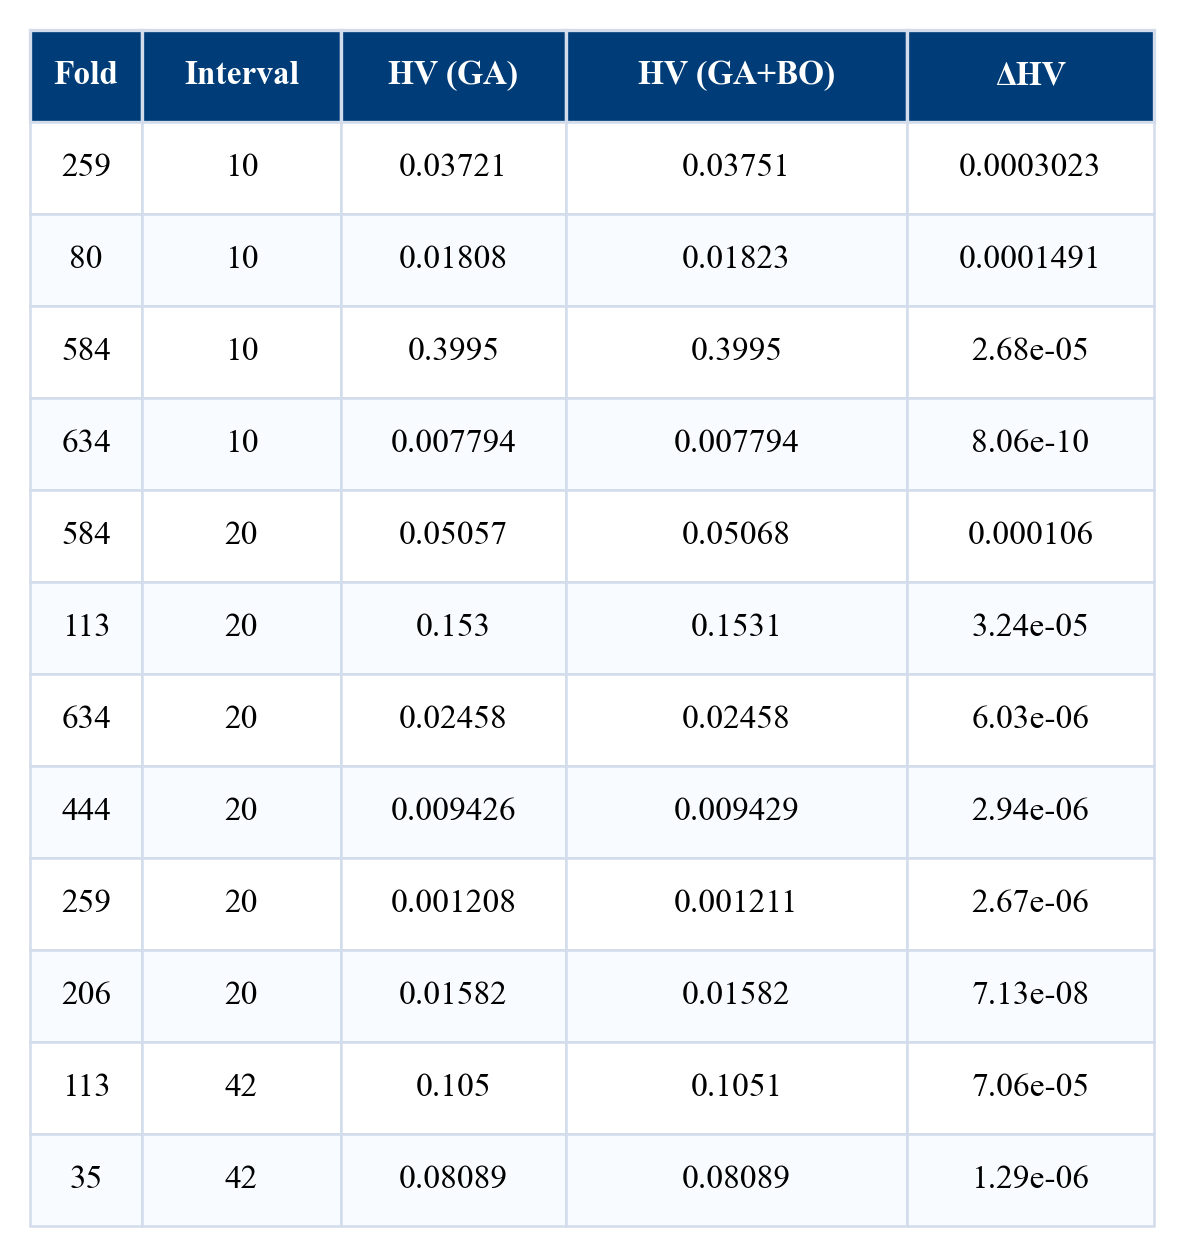 Fold Interval HV (GA) HV (GA+BO) ΔHV
259 10 0.03721 0.03751 0.0003023
80 10 0.01808 0.01823 0.0001491
584 10 0.3995 0.3995 2.68e-05
634 10 0.007794 0.007794 8.06e-10
584 20 0.05057 0.05068 0.000106
113 20 0.153 0.1531 3.24e-05
634 20 0.02458 0.02458 6.03e-06
444 20 0.009426 0.009429 2.94e-06
259 20 0.001208 0.001211 2.67e-06
206 20 0.01582 0.01582 7.13e-08
113 42 0.105 0.1051 7.06e-05
35 42 0.08089 0.08089 1.29e-06